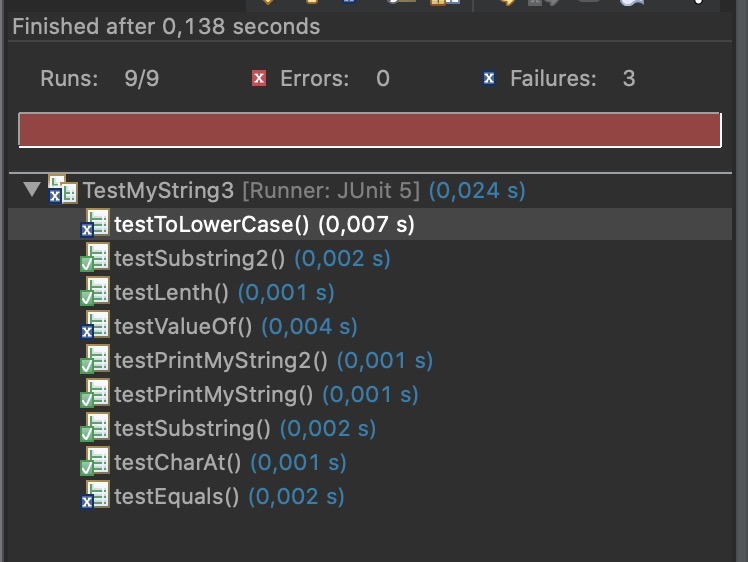 Finished after 0,138 seconds
Runs: 9/9 Errors: 0 Failures: 3
TestMyString3 [Runner: JUnit 5] (0,024 s)
testToLowerCase() (0,007 s)
testSubstring2() (0,002 s)
testLenth() (0,001 s)
testValueOf() (0,004 s)
testPrintMyString2() (0,001 s)
testPrintMyString() (0,001 s)
testSubstring() (0,002 s)
testCharAt() (0,001 s)
testEquals() (0,002 s)